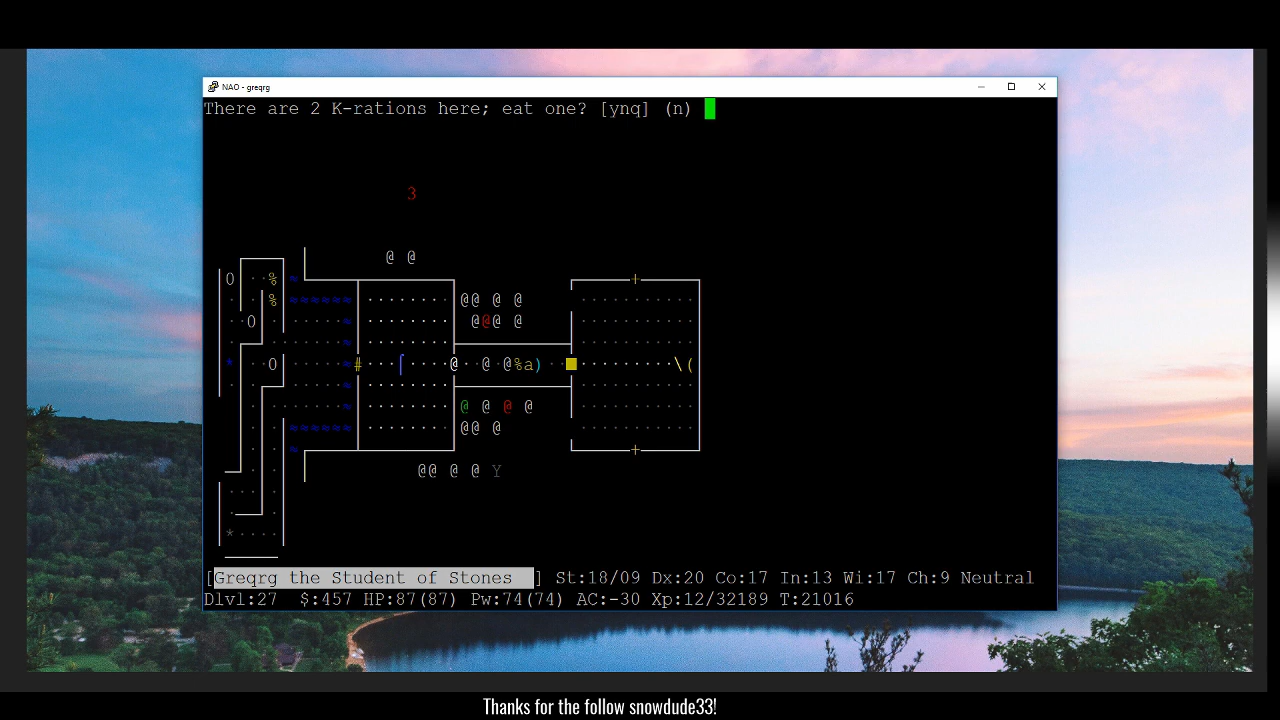 NAO - greqrg
There are 2 K-rations here; eat one? [ynq] (n)
3
@ @
O % 
% @@ @ @
O @@@ @
* O # @ @ @%a) \(
@ @ @ @
@@ @
@@ @ @ Y
*
[Greqrg the Student of Stones ] St:18/09 Dx:20 Co:17 In:13 Wi:17 Ch:9 Neutral
Dlvl:27 $:457 HP:87(87) Pw:74(74) AC:-30 Xp:12/32189 T:21016
Thanks for the follow snowdude33!